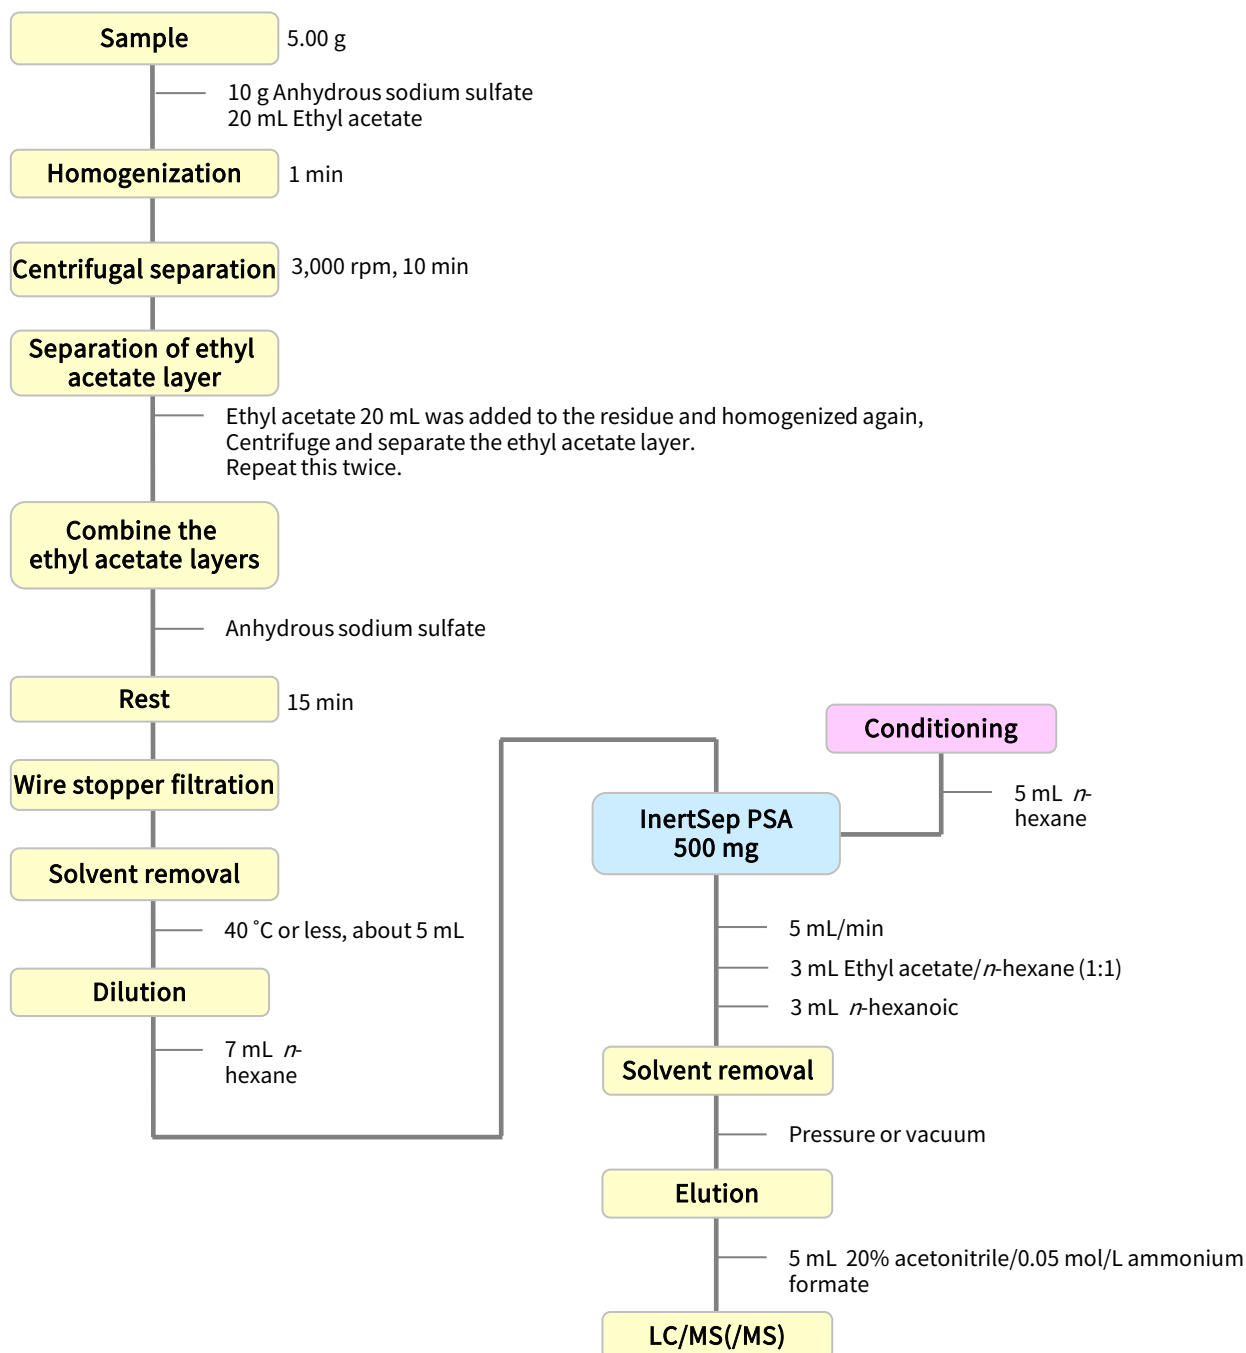 Sample
5.00 g
10 g Anhydrous sodium sulfate
20 mL Ethyl acetate
Homogenization
1 min
Centrifugal separation
3,000 rpm, 10 min
Separation of ethyl
acetate layer
Ethyl acetate 20 mL was added to the residue and homogenized again,
Centrifuge and separate the ethyl acetate layer.
Repeat this twice.
Combine the
ethyl acetate layers
Anhydrous sodium sulfate
Rest
15 min
Wire stopper filtration
Solvent removal
40 ˚C or less, about 5 mL
Dilution
7 mL n-
hexane
Conditioning
5 mL n-
hexane
InertSep PSA
500 mg
5 mL/min
3 mL Ethyl acetate/n-hexane (1:1)
3 mL n-hexanoic
Solvent removal
Pressure or vacuum
Elution
5 mL 20% acetonitrile/0.05 mol/L ammonium
formate
LC/MS(/MS)